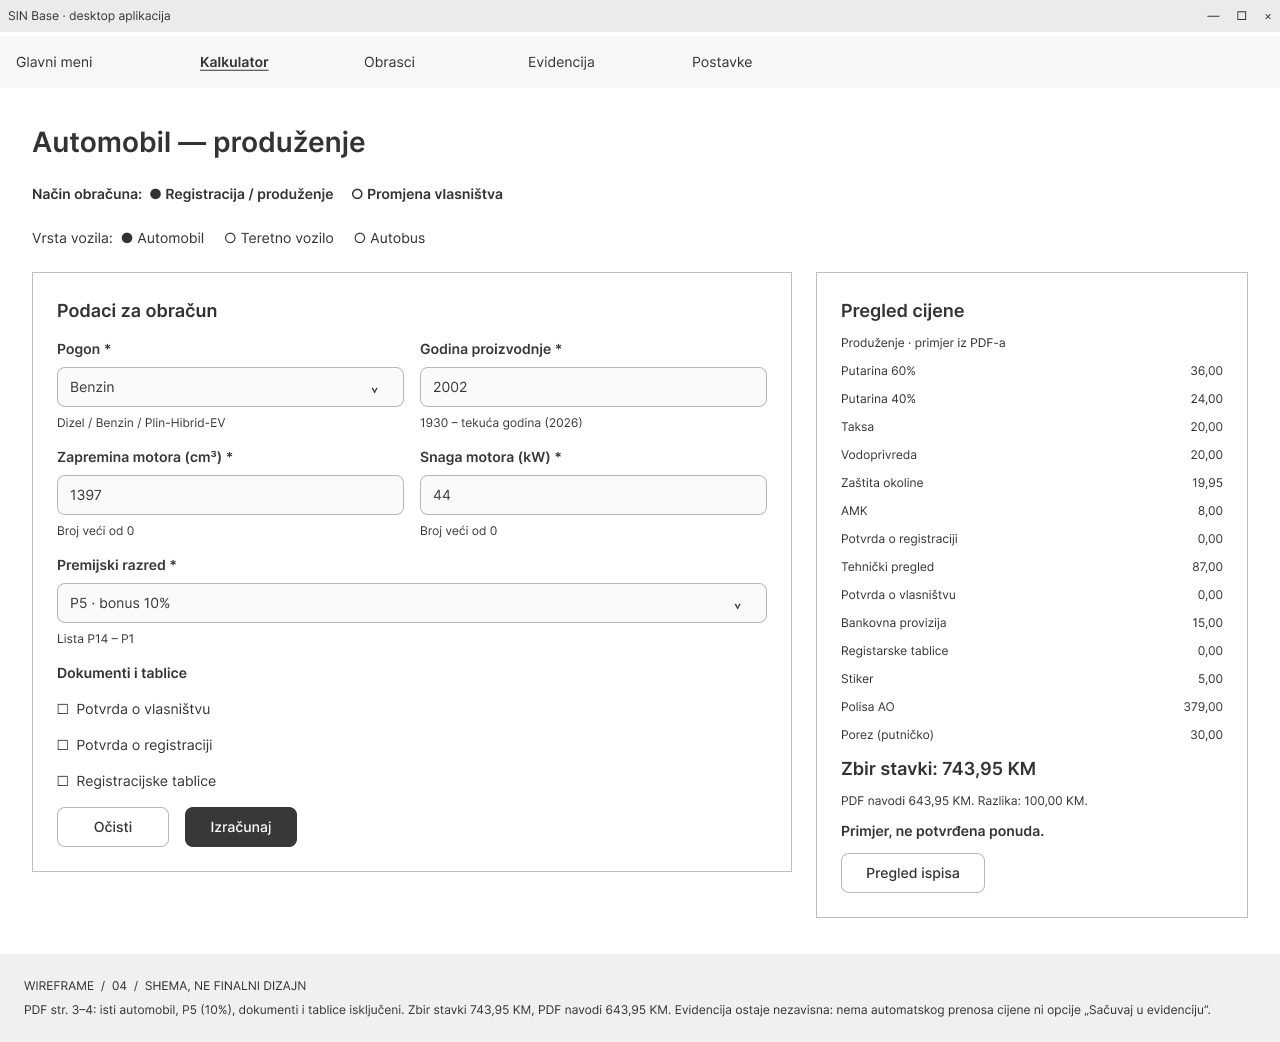 SIN Base · desktop aplikacija
Glavni meni Kalkulator Obrasci Evidencija Postavke
Automobil — produženje
Način obračuna: ● Registracija / produženje ○ Promjena vlasništva
Vrsta vozila: ● Automobil ○ Teretno vozilo ○ Autobus
Podaci za obračun
Pogon * Godina proizvodnje *
Benzin 2002
Dizel / Benzin / Plin-Hibrid-EV 1930 – tekuća godina (2026)
Zapremina motora (cm³) * Snaga motora (kW) *
1397 44
Broj veći od 0 Broj veći od 0
Premijski razred *
P5 · bonus 10%
Lista P14 – P1
Dokumenti i tablice
☐ Potvrda o vlasništvu
☐ Potvrda o registraciji
☐ Registracijske tablice
Očisti Izračunaj
Pregled cijene
Produženje · primjer iz PDF-a
Putarina 60% 36,00
Putarina 40% 24,00
Taksa 20,00
Vodoprivreda 20,00
Zaštita okoline 19,95
AMK 8,00
Potvrda o registraciji 0,00
Tehnički pregled 87,00
Potvrda o vlasništvu 0,00
Bankovna provizija 15,00
Registarske tablice 0,00
Stiker 5,00
Polisa AO 379,00
Porez (putničko) 30,00
Zbir stavki: 743,95 KM
PDF navodi 643,95 KM. Razlika: 100,00 KM.
Primjer, ne potvrđena ponuda.
Pregled ispisa
WIREFRAME / 04 / SHEMA, NE FINALNI DIZAJN
PDF str. 3–4: isti automobil, P5 (10%), dokumenti i tablice isključeni. Zbir stavki 743,95 KM, PDF navodi 643,95 KM. Evidencija ostaje nezavisna: nema automatskog prenosa cijene ni opcije „Sačuvaj u evidenciju”.